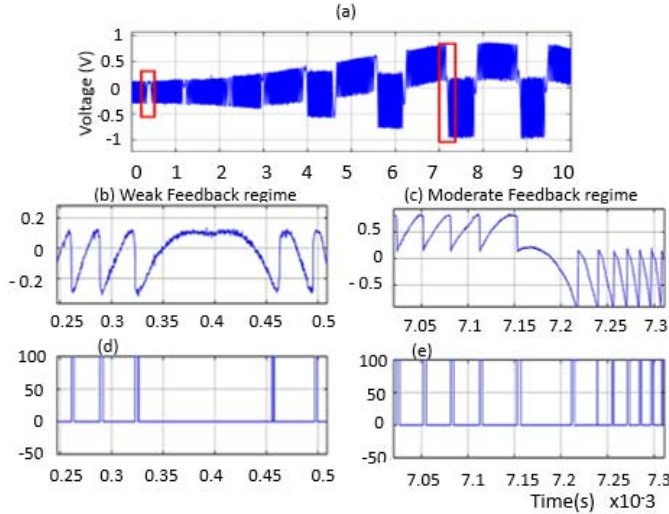 (a)
1
0.5
0
-0.5
-1
Voltage (V)
0 1 2 3 4 5 6 7 8 9 10
(b) Weak Feedback regime
0.2
0
-0.2
0.25 0.3 0.35 0.4 0.45 0.5
(c) Moderate Feedback regime
0.5
0
-0.5
7.05 7.1 7.15 7.2 7.25 7.3
(d)
100
50
0
-50
0.25 0.3 0.35 0.4 0.45 0.5
(e)
100
50
0
-50
7.05 7.1 7.15 7.2 7.25 7.3
Time(s) x10-3